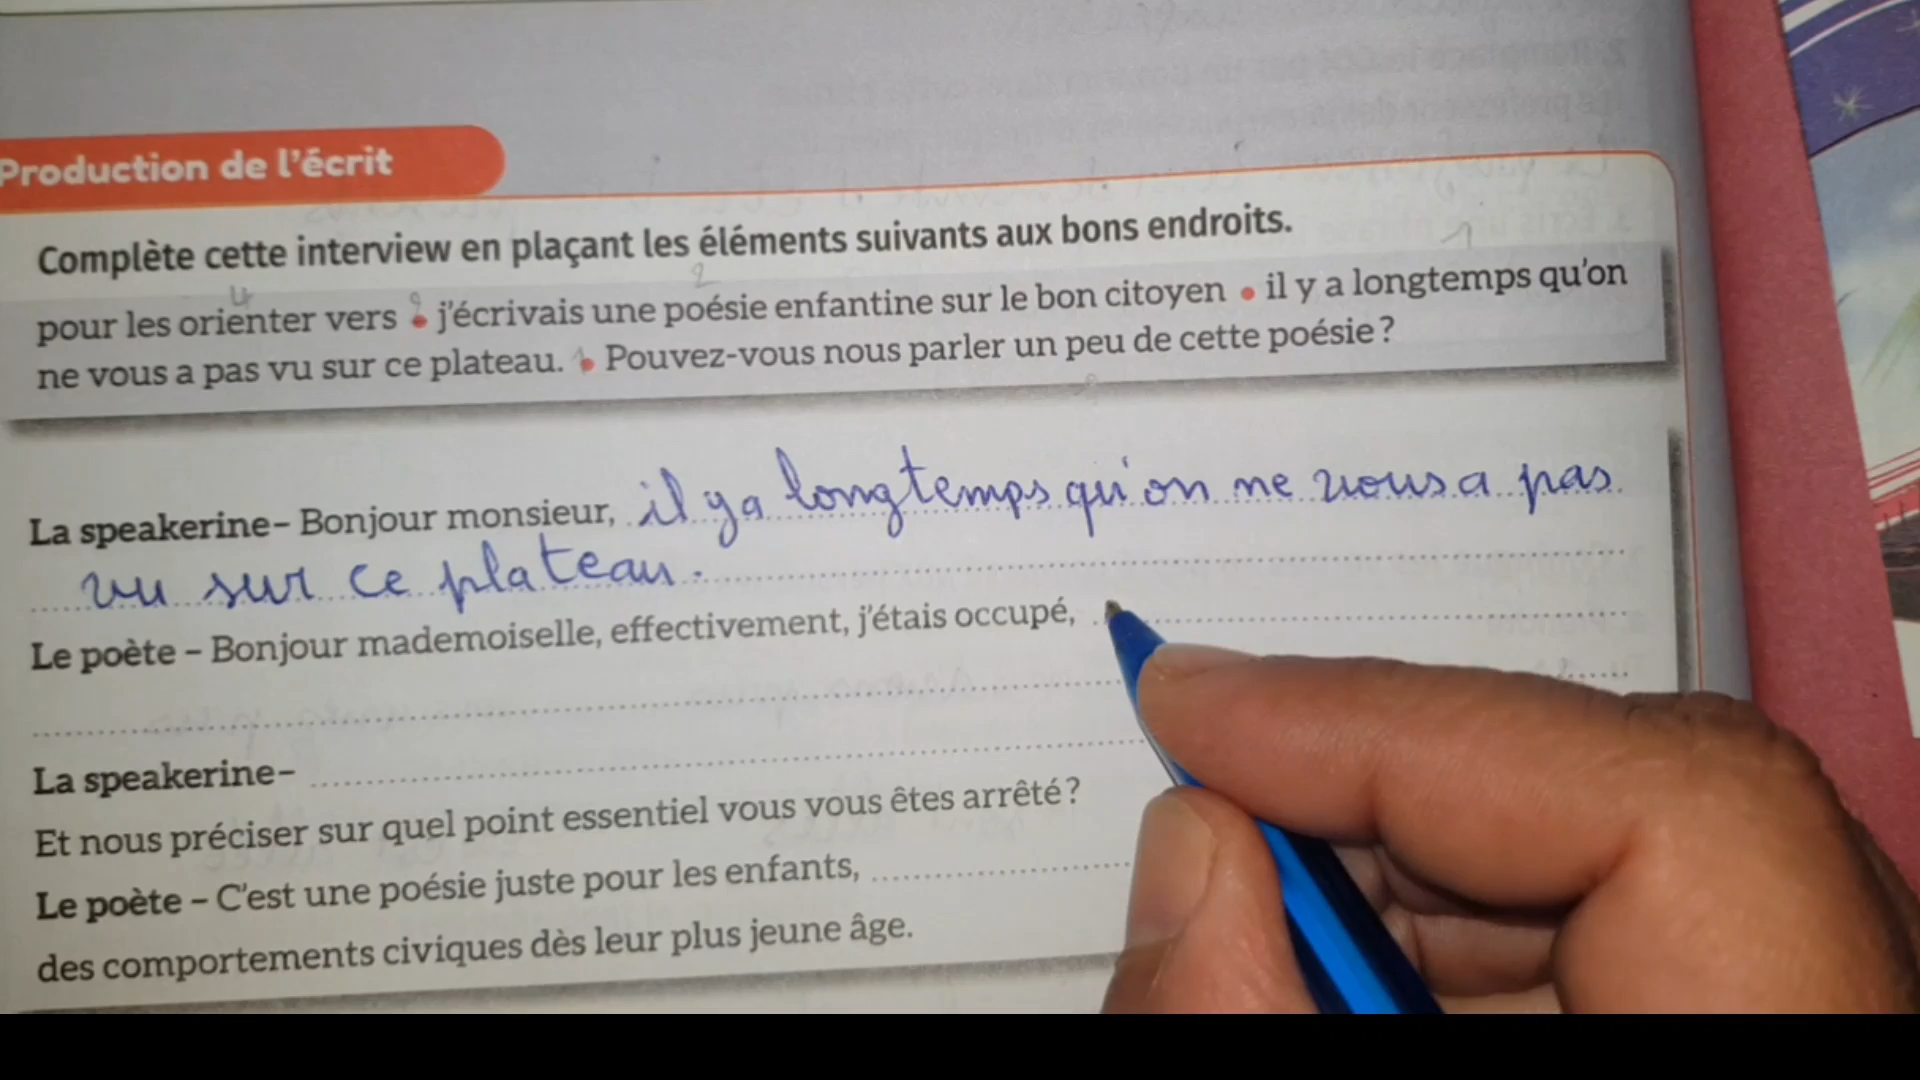 Production de l'écrit
Complète cette interview en plaçant les éléments suivants aux bons endroits.
pour les orienter vers • j'écrivais une poésie enfantine sur le bon citoyen • il y a longtemps qu'on
ne vous a pas vu sur ce plateau. • Pouvez-vous nous parler un peu de cette poésie ?
La speakerine– Bonjour monsieur, il y a longtemps qu'on ne vous a pas
vu sur ce plateau.
Le poète – Bonjour mademoiselle, effectivement, j'étais occupé,
La speakerine–
Et nous préciser sur quel point essentiel vous vous êtes arrêté ?
Le poète – C'est une poésie juste pour les enfants,
des comportements civiques dès leur plus jeune âge.